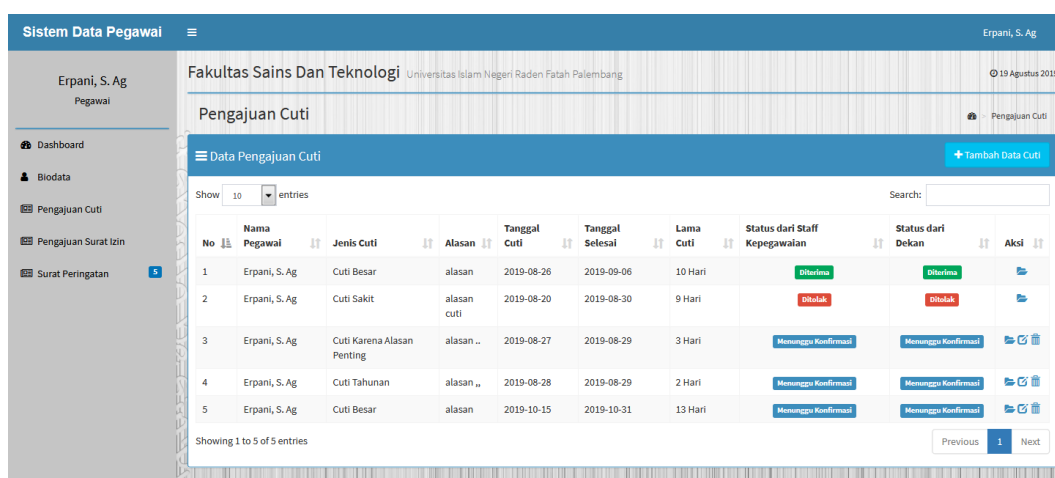 Sistem Data Pegawai
Erpani, S. Ag
Erpani, S. Ag
Pegawai
Dashboard
Biodata
Pengajuan Cuti
Pengajuan Surat Izin
Surat Peringatan 5
Fakultas Sains Dan Teknologi Universitas Islam Negeri Raden Fatah Palembang
19 Agustus 201
Pengajuan Cuti
Pengajuan Cuti
Data Pengajuan Cuti
+Tambah Data Cuti
Show 10 entries
Search:
No Nama Pegawai Jenis Cuti Alasan Tanggal Cuti Tanggal Selesai Lama Cuti Status dari Staff Kepegawaian Status dari Dekan Aksi
1 Erpani, S. Ag Cuti Besar alasan 2019-08-26 2019-09-06 10 Hari Diterima Diterima
2 Erpani, S. Ag Cuti Sakit alasan cuti 2019-08-20 2019-08-30 9 Hari Ditolak Ditolak
3 Erpani, S. Ag Cuti Karena Alasan Penting alasan .. 2019-08-27 2019-08-29 3 Hari Menunggu Konfirmasi Menunggu Konfirmasi
4 Erpani, S. Ag Cuti Tahunan alasan ,, 2019-08-28 2019-08-29 2 Hari Menunggu Konfirmasi Menunggu Konfirmasi
5 Erpani, S. Ag Cuti Besar alasan 2019-10-15 2019-10-31 13 Hari Menunggu Konfirmasi Menunggu Konfirmasi
Showing 1 to 5 of 5 entries
Previous 1 Next